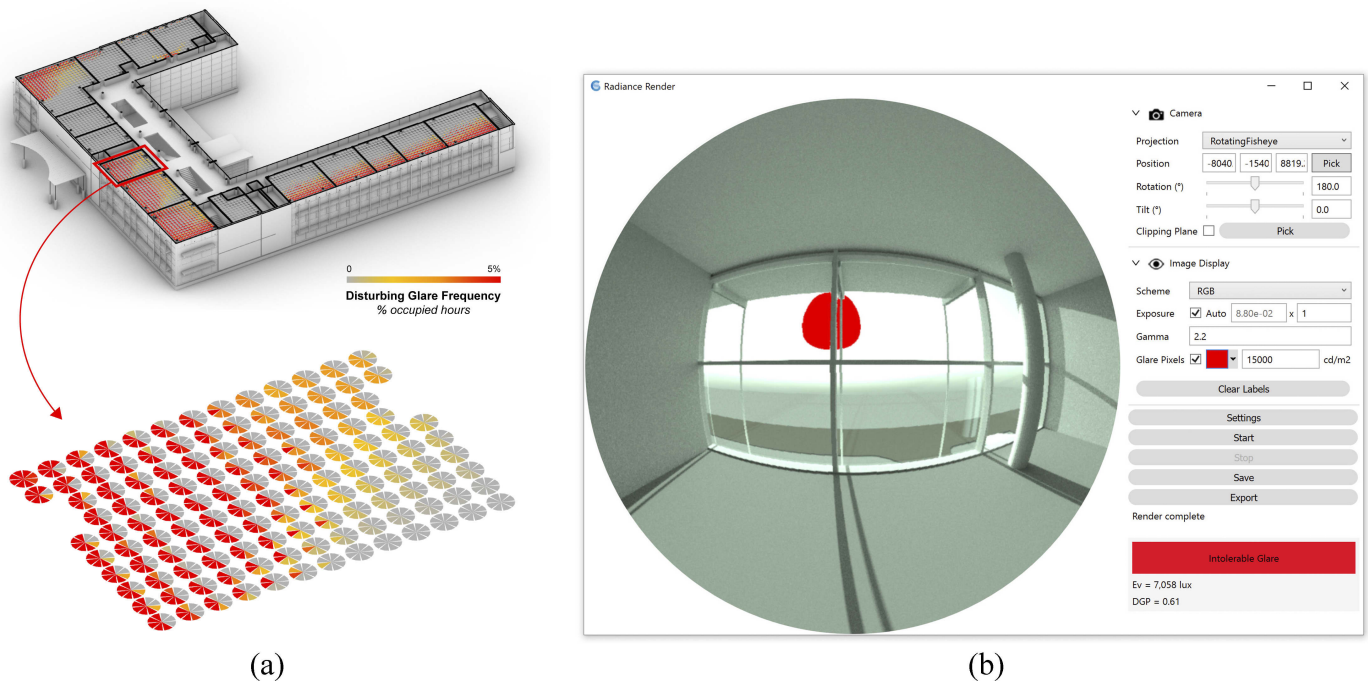 0 5%
Disturbing Glare Frequency
% occupied hours
(a)
Radiance Render
Camera
Projection RotatingFisheye
Position -8040. -1540 8819.: Pick
Rotation (°) 180.0
Tilt (°) 0.0
Clipping Plane Pick
Image Display
Scheme RGB
Exposure Auto 8.80e-02 x 1
Gamma 2.2
Glare Pixels 15000 cd/m2
Clear Labels
Settings
Start
Stop
Save
Export
Render complete
Intolerable Glare
Ev = 7,058 lux
DGP = 0.61
(b)